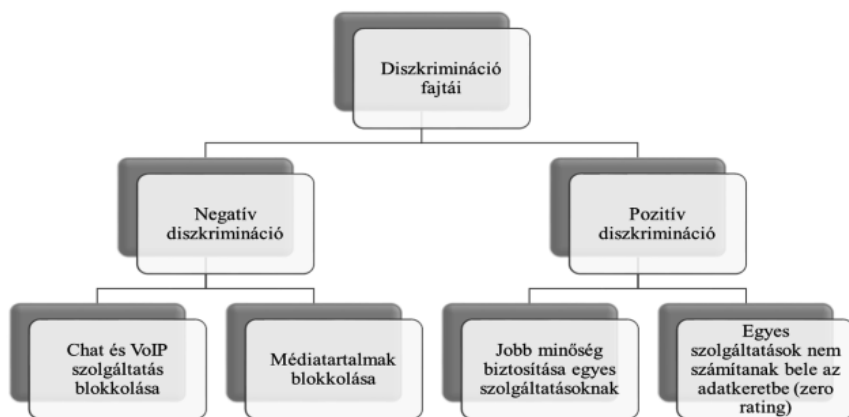 Diszkrimináció
fajtái
Negatív
diszkrimináció
Pozitív
diszkrimináció
Chat és VoIP
szolgáltatás
blokkolása
Médiatartalmak
blokkolása
Jobb minőség
biztosítása egyes
szolgáltatásoknak
Egyes
szolgáltatások nem
számítanak bele az
adatkeretbe (zero
rating)